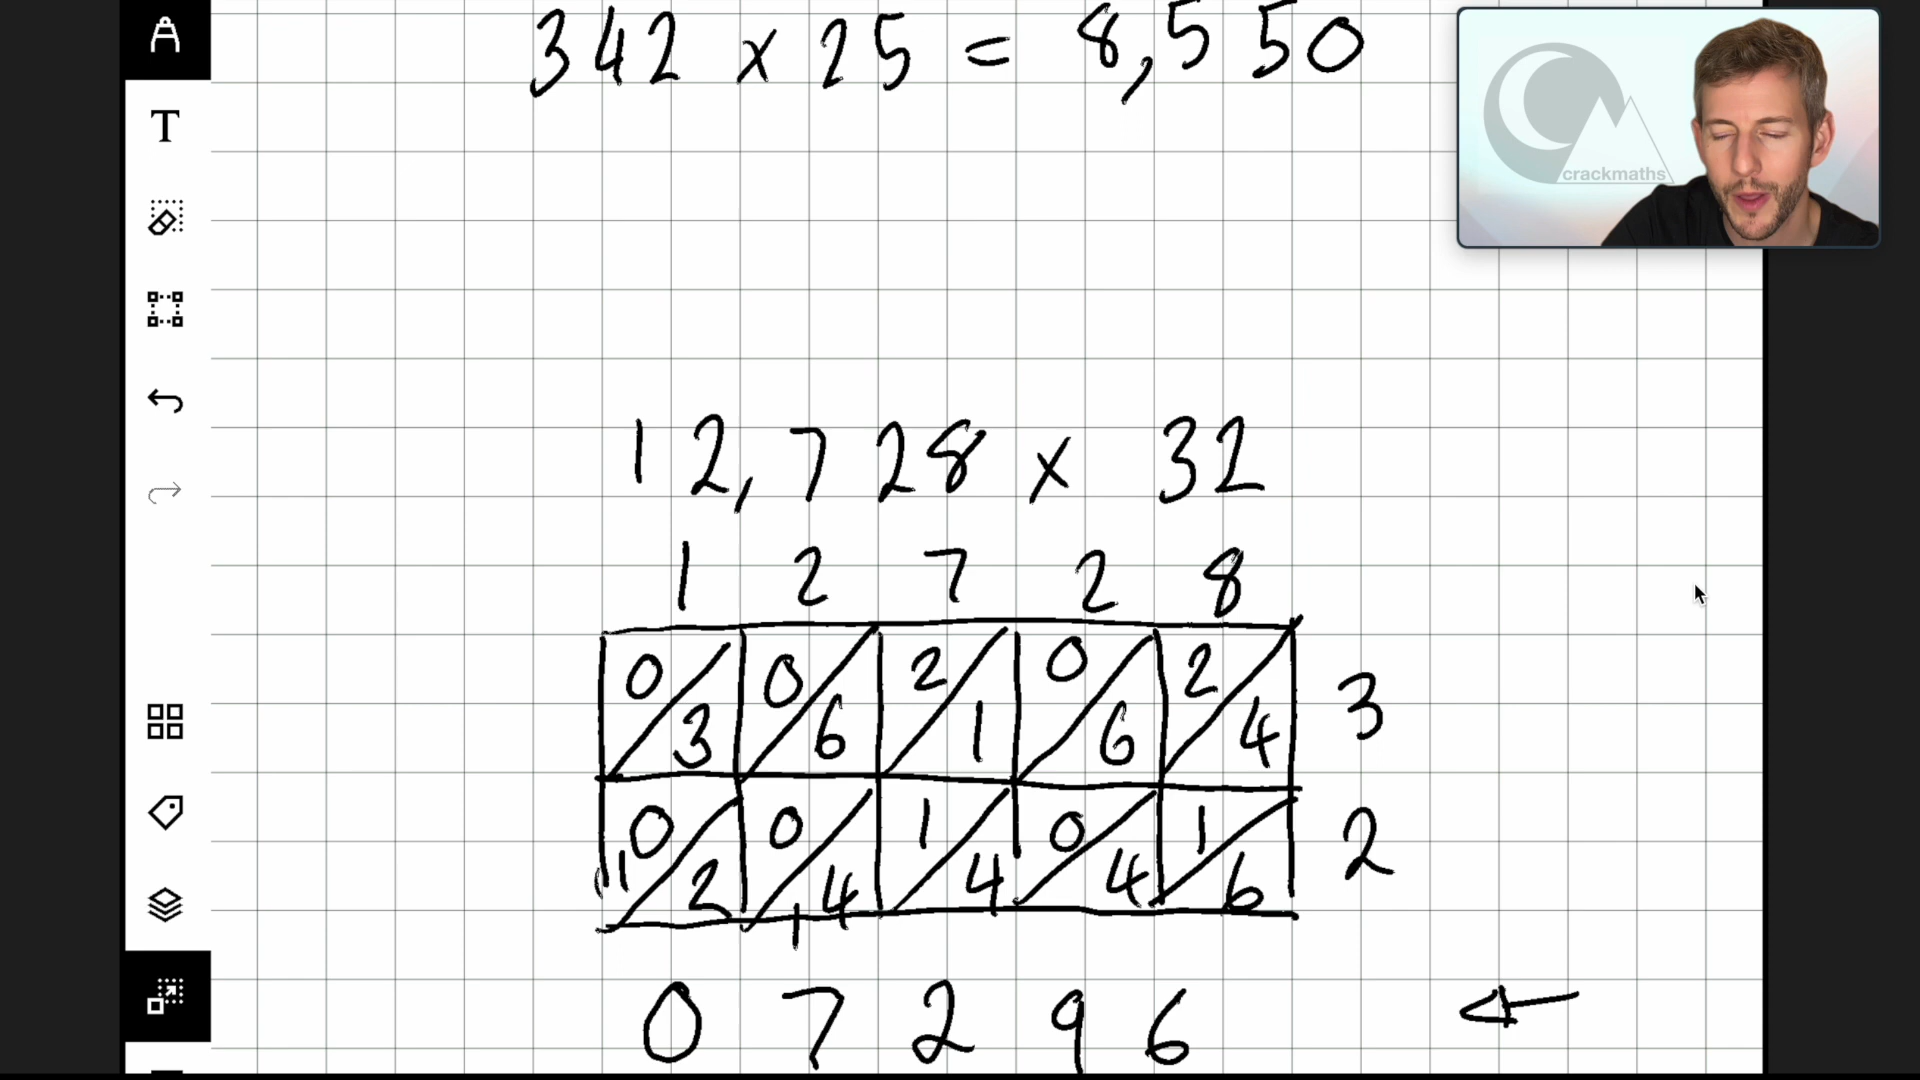 342 x 25 = 8,550
crackmaths
T
12,728 x 32
1 2 7 2 8
0 0 2 0 2
3 6 1 6 4 3
0 0 1 0 1
1 2 4 4 4 6 2
1
0 7 2 9 6